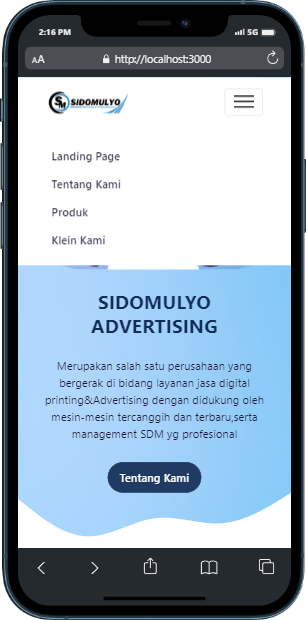 2:16 PM
5G
AA
http://localhost:3000
SM SIDOMULYO
Landing Page
Tentang Kami
Produk
Klein Kami
SIDOMULYO
ADVERTISING
Merupakan salah satu perusahaan yang
bergerak di bidang layanan jasa digital
printing&Advertising dengan didukung oleh
mesin-mesin tercanggih dan terbaru,serta
management SDM yg profesional
Tentang Kami